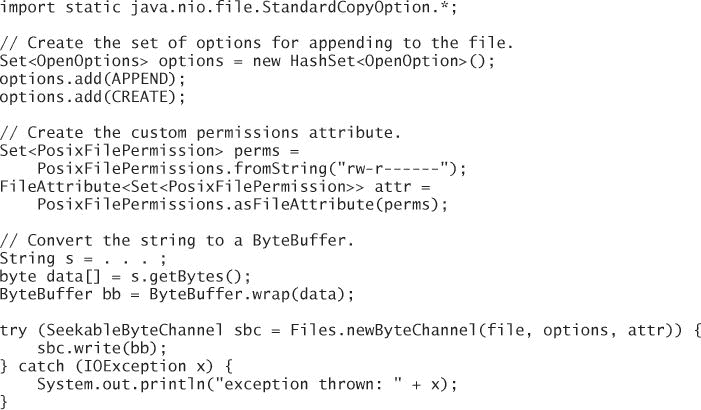 import static java.nio.file.StandardCopyOption.*;
// Create the set of options for appending to the file.
Set<OpenOptions> options = new HashSet<OpenOption>();
options.add(APPEND);
options.add(CREATE);
// Create the custom permissions attribute.
Set<PosixFilePermission> perms =
PosixFilePermissions.fromString("rw-r------");
FileAttribute<Set<PosixFilePermission>> attr =
PosixFilePermissions.asFileAttribute(perms);
// Convert the string to a ByteBuffer.
String s = . . . ;
byte data[] = s.getBytes();
ByteBuffer bb = ByteBuffer.wrap(data);
try (SeekableByteChannel sbc = Files.newByteChannel(file, options, attr)) {
sbc.write(bb);
} catch (IOException x) {
System.out.println("exception thrown: " + x);
}